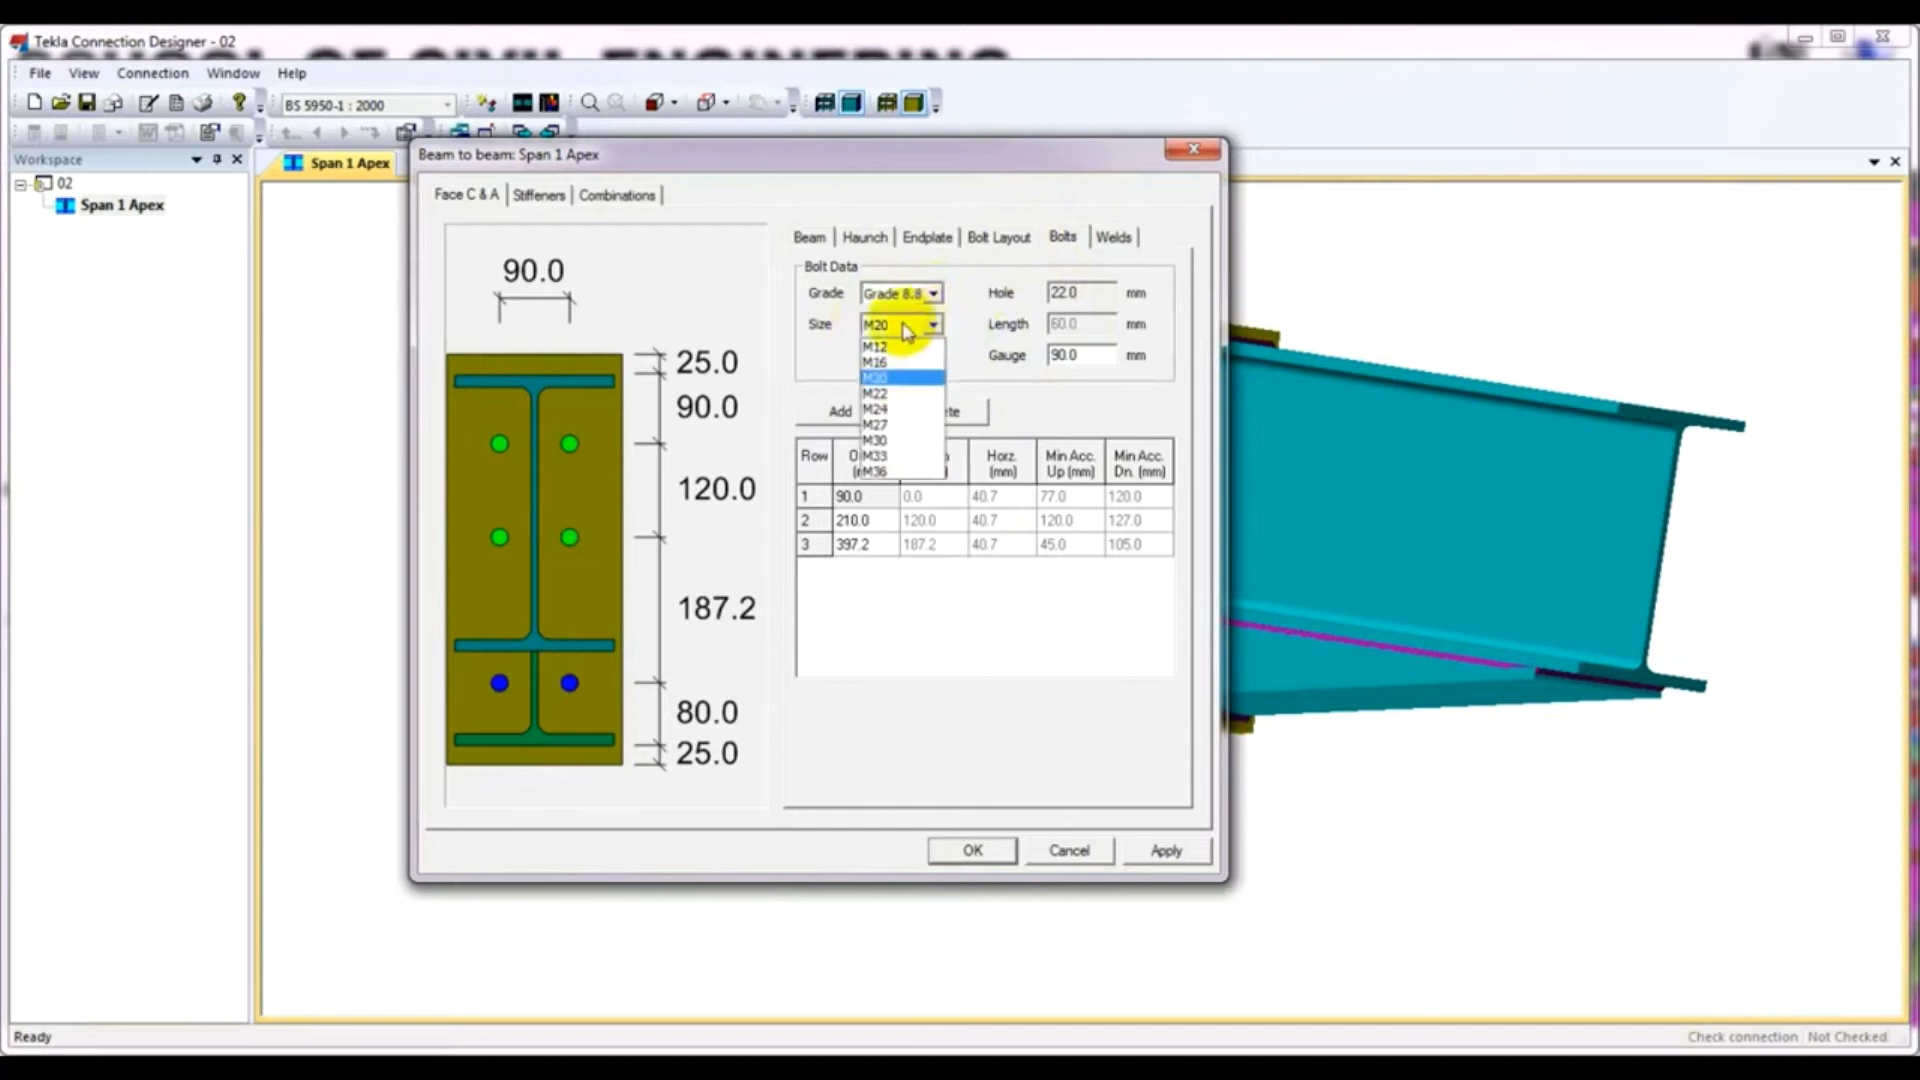 Tekla Connection Designer - 02
File View Connection Window Help
BS 5950-1 : 2000
Workspace
Span 1 Apex
02
Span 1 Apex
Beam to beam: Span 1 Apex
Face C & A Stiffeners Combinations
Beam Haunch Endplate Bolt Layout Bolts Welds
Bolt Data
Grade Grade 8.8 Hole 22.0 mm
Size M20 Length 60.0 mm
Gauge 90.0 mm
M12
M16
M20
M22
M24
M27
M30
M33
M36
Add
Row Horz. (mm) Min Acc. Up (mm) Min Acc. Dn. (mm)
1 90.0 0.0 40.7 77.0 120.0
2 210.0 120.0 40.7 120.0 127.0
3 397.2 187.2 40.7 45.0 105.0
90.0
25.0
90.0
120.0
187.2
80.0
25.0
OK Cancel Apply
Ready
Check connection Not Checked